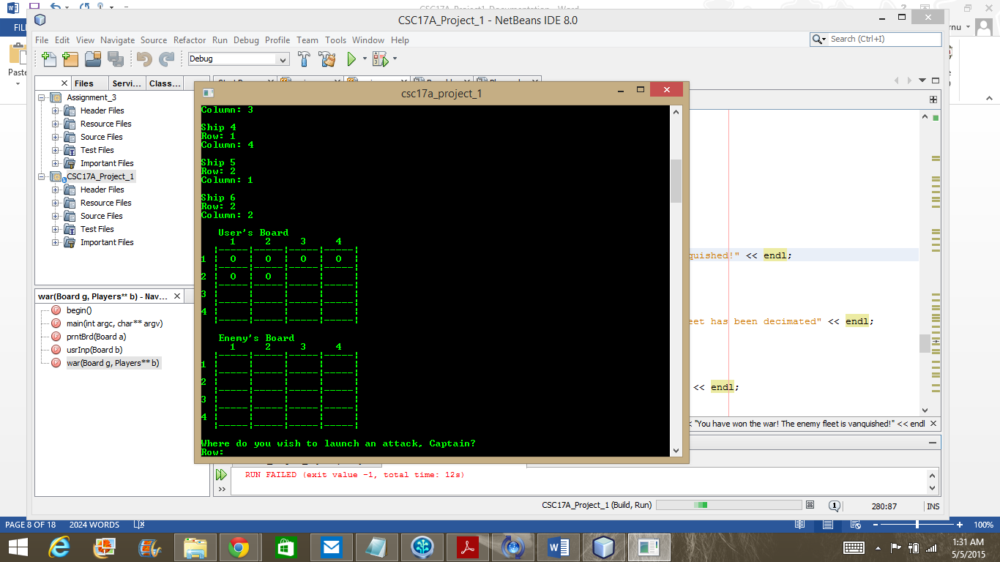 CSC17A_Project1_Documentation - Word
CSC17A_Project_1 - NetBeans IDE 8.0
File Edit View Navigate Source Refactor Run Debug Profile Team Tools Window Help
Search (Ctrl+I)
Paste
Debug
Files Servi... Class...
Assignment_3
Header Files
Resource Files
Source Files
Test Files
Important Files
CSC17A_Project_1
Header Files
Resource Files
Source Files
Test Files
Important Files
war(Board g, Players** b) - Nav...
begin()
main(int argc, char** argv)
prntBrd(Board a)
usrInp(Board b)
war(Board g, Players** b)
csc17a_project_1
Column: 3
Ship 4
Row: 1
Column: 4
Ship 5
Row: 2
Column: 1
Ship 6
Row: 2
Column: 2
User's Board
1 2 3 4
|-----|-----|-----|-----|
1 | O | O | O | O |
|-----|-----|-----|-----|
2 | O | O | | |
|-----|-----|-----|-----|
3 | | | | |
|-----|-----|-----|-----|
4 | | | | |
|-----|-----|-----|-----|
Enemy's Board
1 2 3 4
|-----|-----|-----|-----|
1 | | | | |
|-----|-----|-----|-----|
2 | | | | |
|-----|-----|-----|-----|
3 | | | | |
|-----|-----|-----|-----|
4 | | | | |
|-----|-----|-----|-----|
Where do you wish to launch an attack, Captain?
Row:
quished!" << endl;
eet has been decimated" << endl;
<< endl;
< "You have won the war! The enemy fleet is vanquished!" << endl
RUN FAILED (exit value -1, total time: 12s)
CSC17A_Project_1 (Build, Run)
1
280:87
INS
PAGE 8 OF 18 2024 WORDS
100%
1:31 AM
5/5/2015